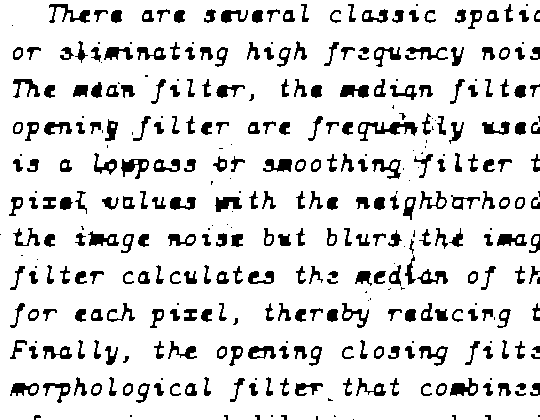 There are several classic spatia
or eliminating high frequency nois
The mean filter, the median filter
opening filter are frequently used
is a lowpass or smoothing filter t
pixel values with the neighborhood
the image noise but blurs the imag
filter calculates the median of th
for each pixel, thereby reducing t
Finally, the opening closing filte
morphological filter that combines